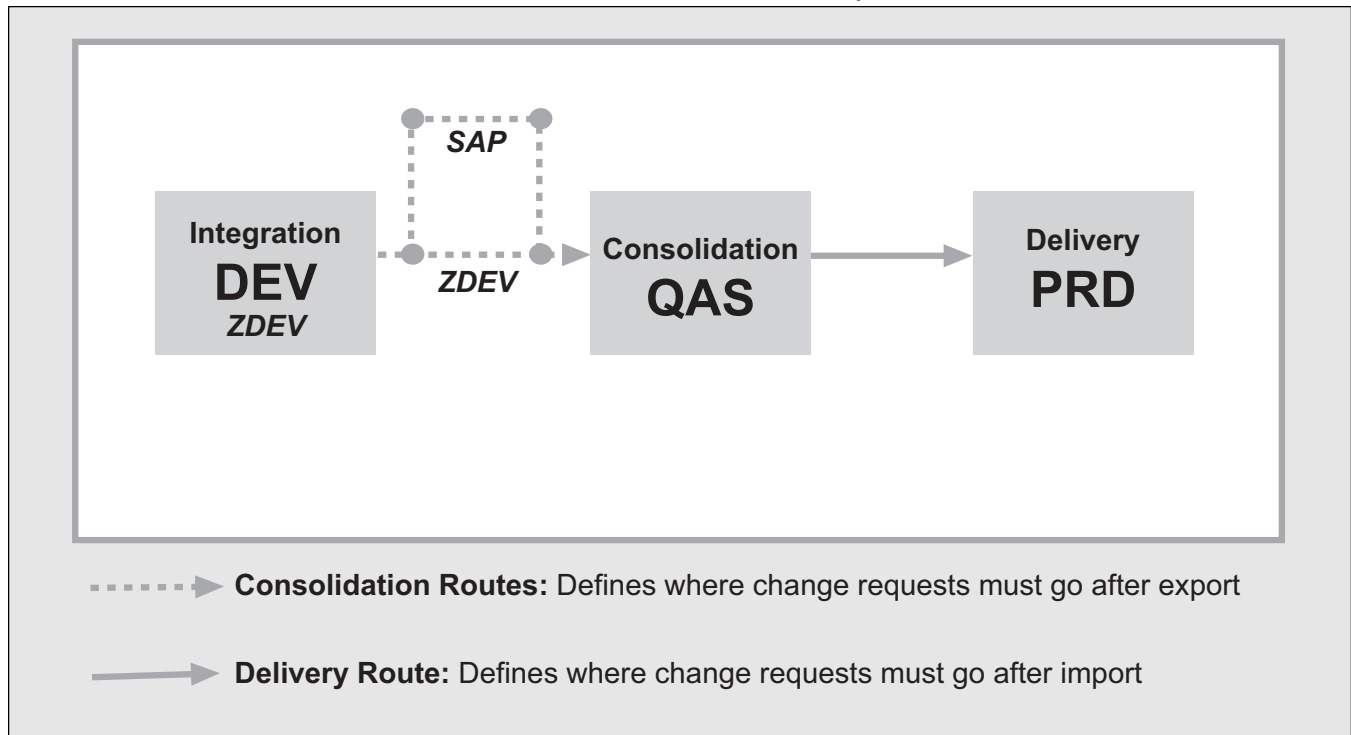 SAP
Integration
DEV
ZDEV
ZDEV
Consolidation
QAS
Delivery
PRD
Consolidation Routes: Defines where change requests must go after export
Delivery Route: Defines where change requests must go after import